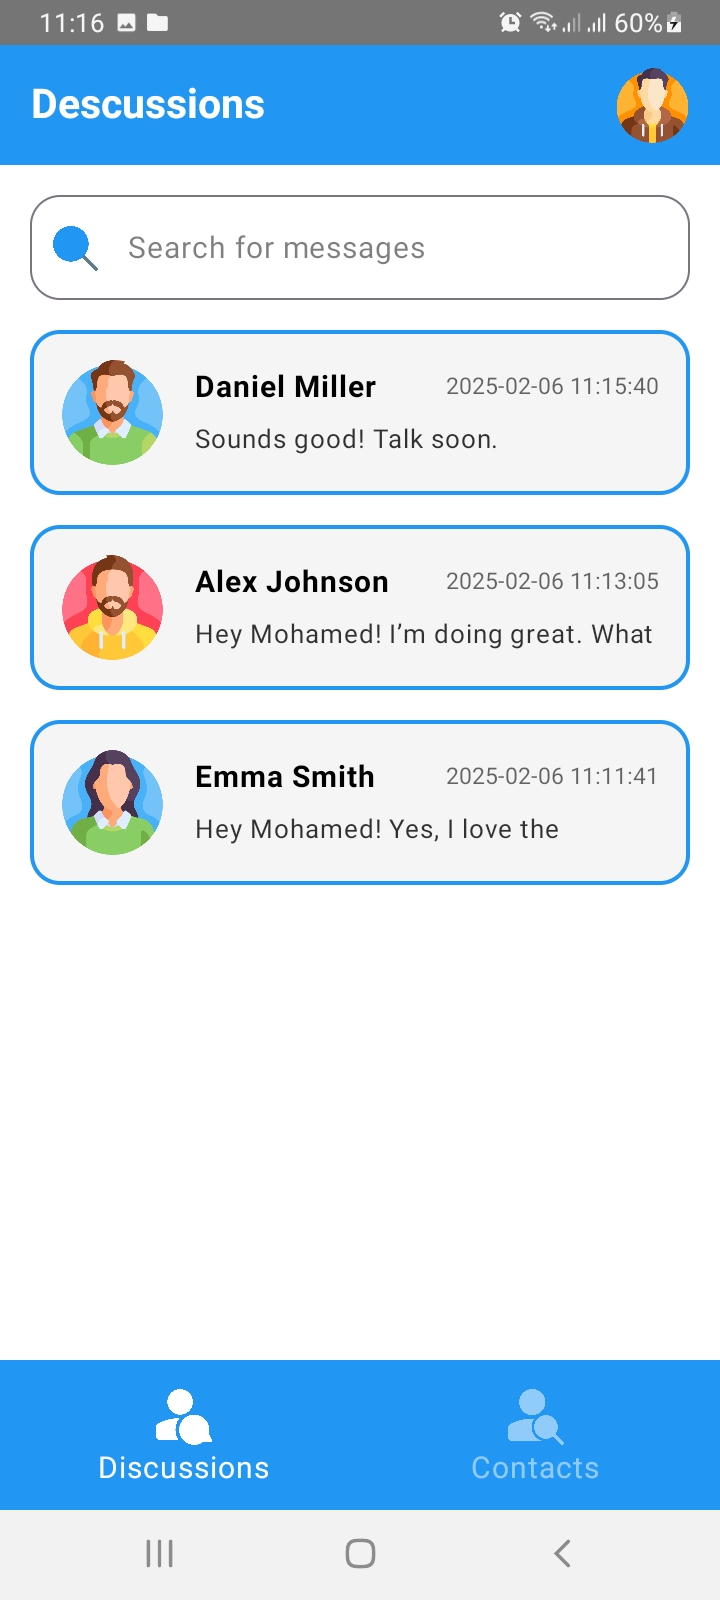 11:16 60%
Descussions
Search for messages
Daniel Miller 2025-02-06 11:15:40
Sounds good! Talk soon.
Alex Johnson 2025-02-06 11:13:05
Hey Mohamed! I’m doing great. What
Emma Smith 2025-02-06 11:11:41
Hey Mohamed! Yes, I love the
Discussions Contacts